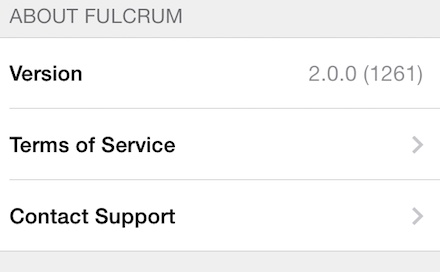 ABOUT FULCRUM
Version 2.0.0 (1261)
Terms of Service
Contact Support